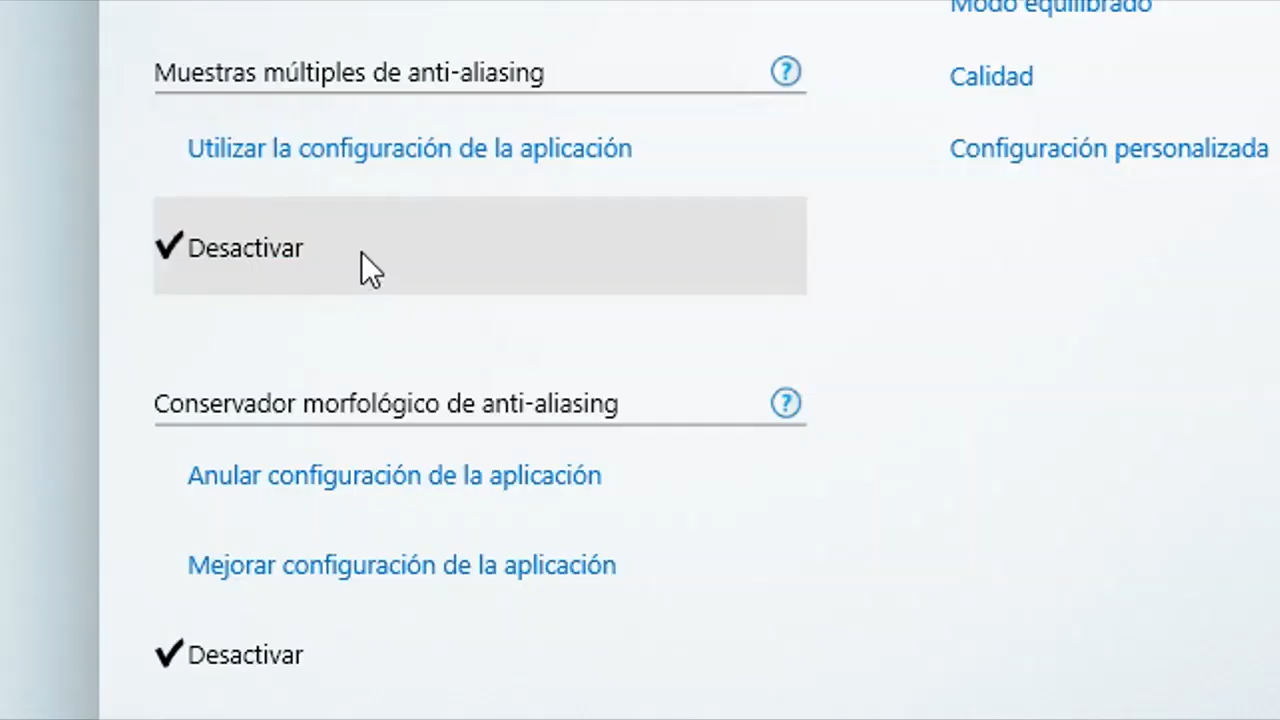 Modo equilibrado
Muestras múltiples de anti-aliasing
?
Calidad
Utilizar la configuración de la aplicación
Configuración personalizada
Desactivar
Conservador morfológico de anti-aliasing
?
Anular configuración de la aplicación
Mejorar configuración de la aplicación
Desactivar